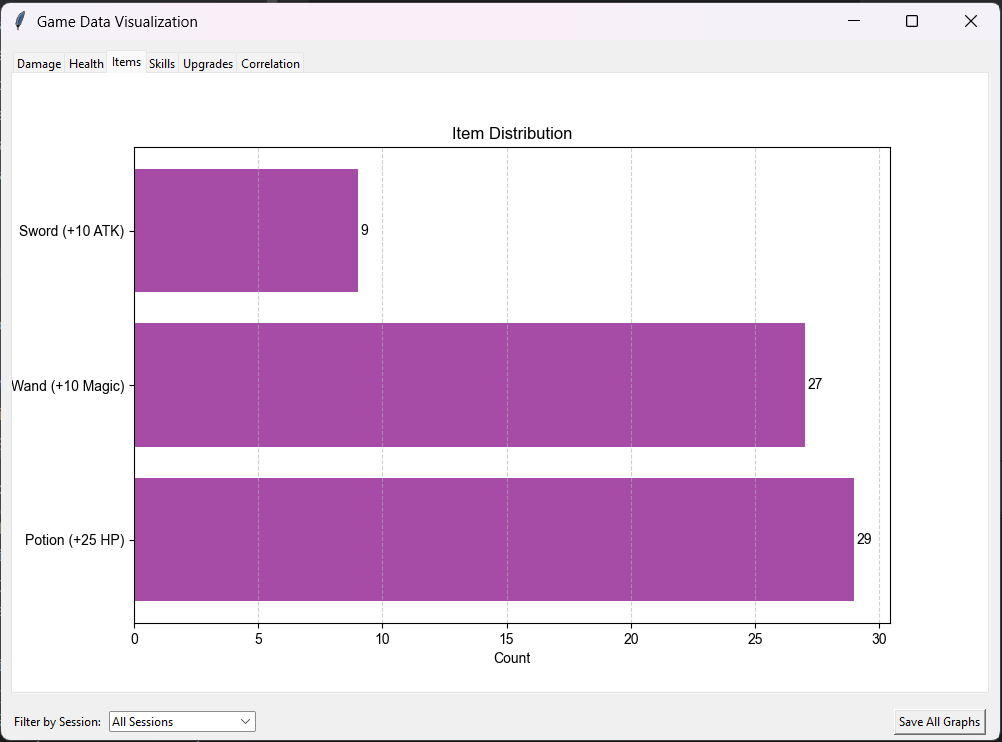 Game Data Visualization
Damage Health Items Skills Upgrades Correlation
Item Distribution
Sword (+10 ATK)
9
Wand (+10 Magic)
27
Potion (+25 HP)
29
0 5 10 15 20 25 30
Count
Filter by Session: All Sessions Save All Graphs